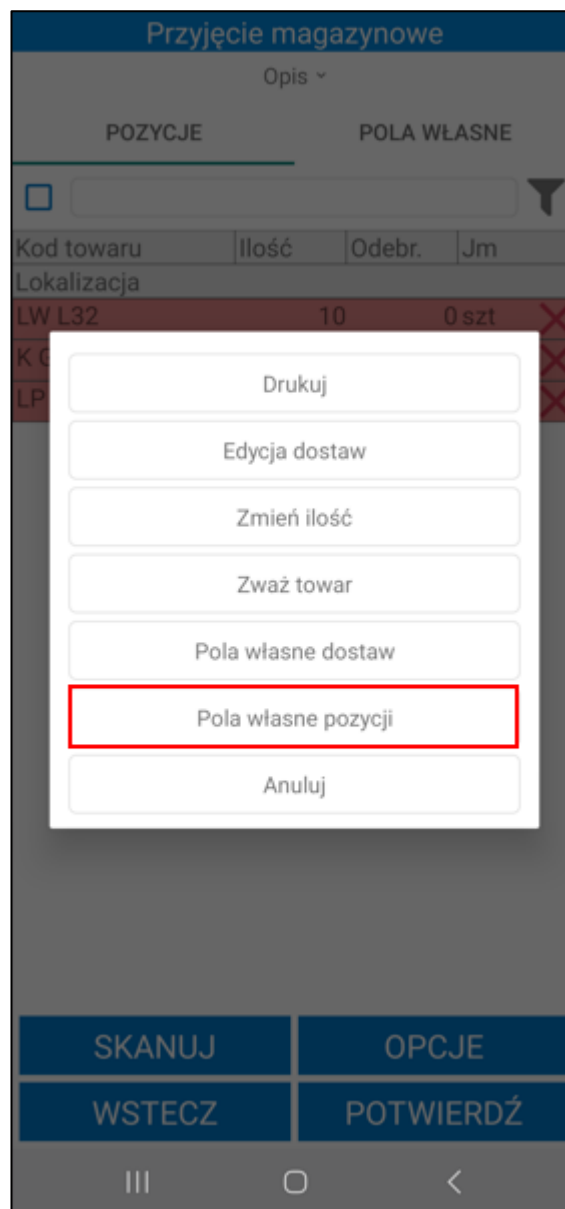 Przyjęcie magazynowe
Opis
POZYCJE POLA WŁASNE
Kod towaru Ilość Odebr. Jm
Lokalizacja
LW L32 10 0 szt
K
LP
Drukuj
Edycja dostaw
Zmień ilość
Zważ towar
Pola własne dostaw
Pola własne pozycji
Anuluj
SKANUJ OPCJE
WSTECZ POTWIERDŹ